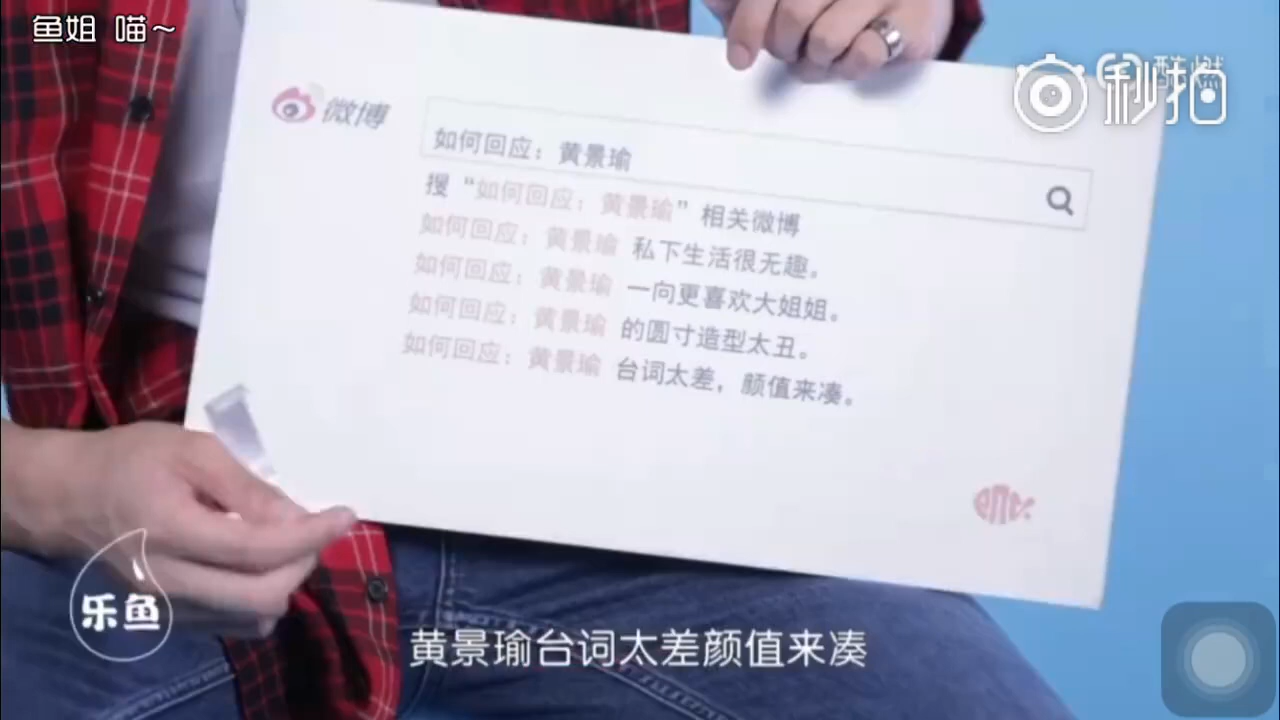 鱼姐 喵~
秒拍
酷燃
微博
如何回应：黄景瑜
搜“如何回应：黄景瑜”相关微博
如何回应：黄景瑜 私下生活很无趣。
如何回应：黄景瑜 一向更喜欢大姐姐。
如何回应：黄景瑜 的圆寸造型太丑。
如何回应：黄景瑜 台词太差，颜值来凑。
乐鱼
黄景瑜台词太差颜值来凑